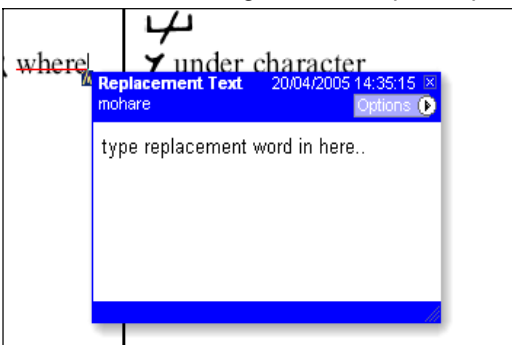 where
under character
Replacement Text 20/04/2005 14:35:15
mohare
Options
type replacement word in here..